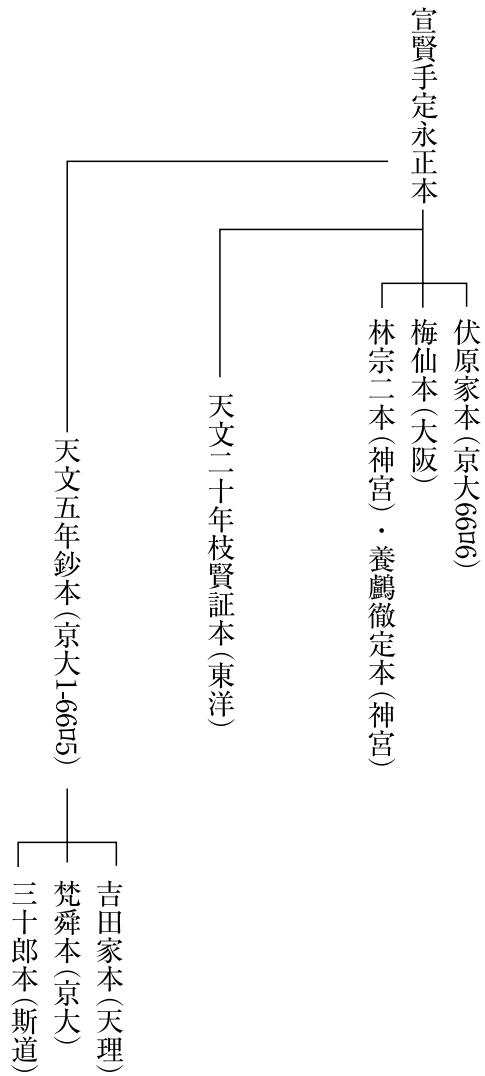 宣賢手定永正本
伏原家本(京大66ロ6)
梅仙本(大阪)
林宗二本(神宮)・養鸕徹定本(神宮)
天文二十年枝賢証本(東洋)
天文五年鈔本(京大1-66ロ5)
吉田家本(天理)
梵舜本(京大)
三十郎本(斯道)